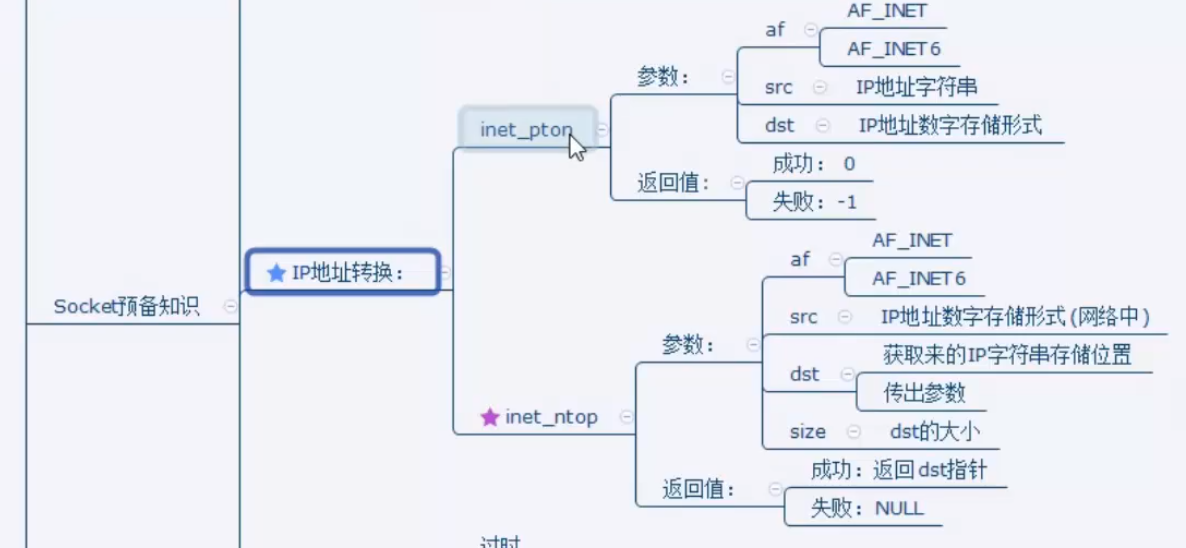 Socket预备知识
IP地址转换：
inet_pton
参数：
af
AF_INET
AF_INET6
src
IP地址字符串
dst
IP地址数字存储形式
返回值：
成功： 0
失败：-1
inet_ntop
参数：
af
AF_INET
AF_INET6
src
IP地址数字存储形式(网络中)
dst
获取来的IP字符串存储位置
传出参数
size
dst的大小
返回值：
成功：返回dst指针
失败：NULL
过时